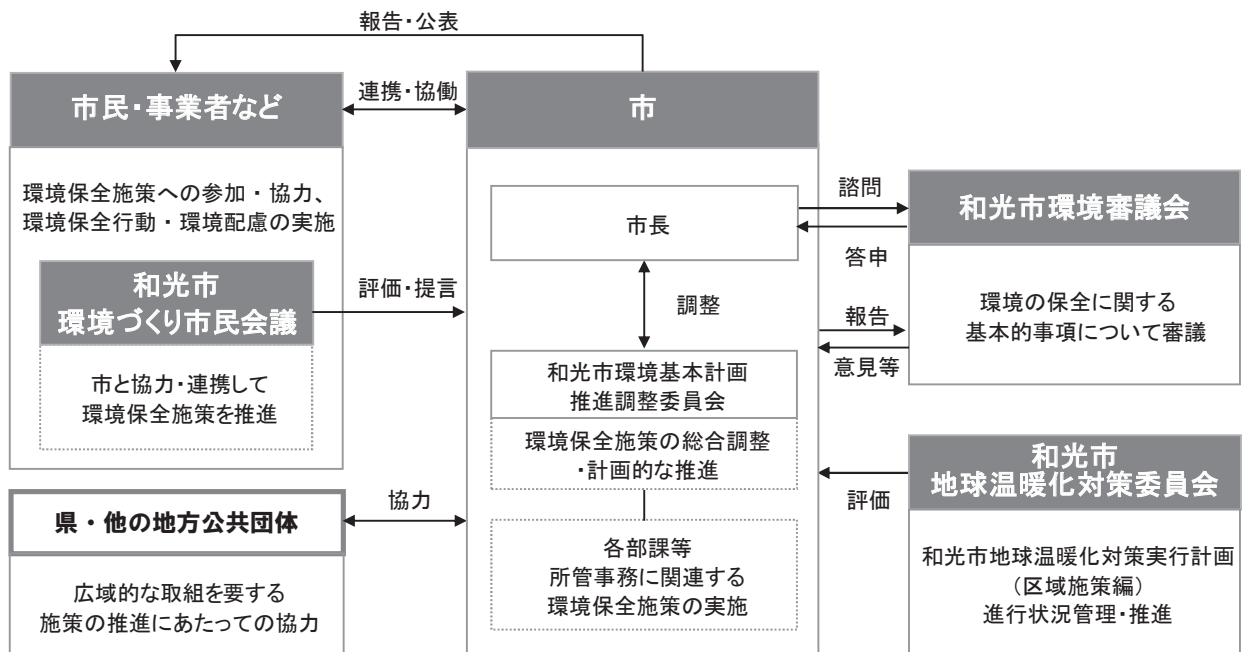 報告・公表
市民・事業者など
連携・協働
市
環境保全施策への参加・協力、
環境保全行動・環境配慮の実施
和光市
環境づくり市民会議
市と協力・連携して
環境保全施策を推進
評価・提言
県・他の地方公共団体
広域的な取組を要する
施策の推進にあたっての協力
協力
市長
調整
和光市環境基本計画
推進調整委員会
環境保全施策の総合調整
・計画的な推進
各部課等
所管事務に関連する
環境保全施策の実施
諮問
答申
報告
意見等
和光市環境審議会
環境の保全に関する
基本的事項について審議
評価
和光市
地球温暖化対策委員会
和光市地球温暖化対策実行計画
（区域施策編）
進行状況管理・推進